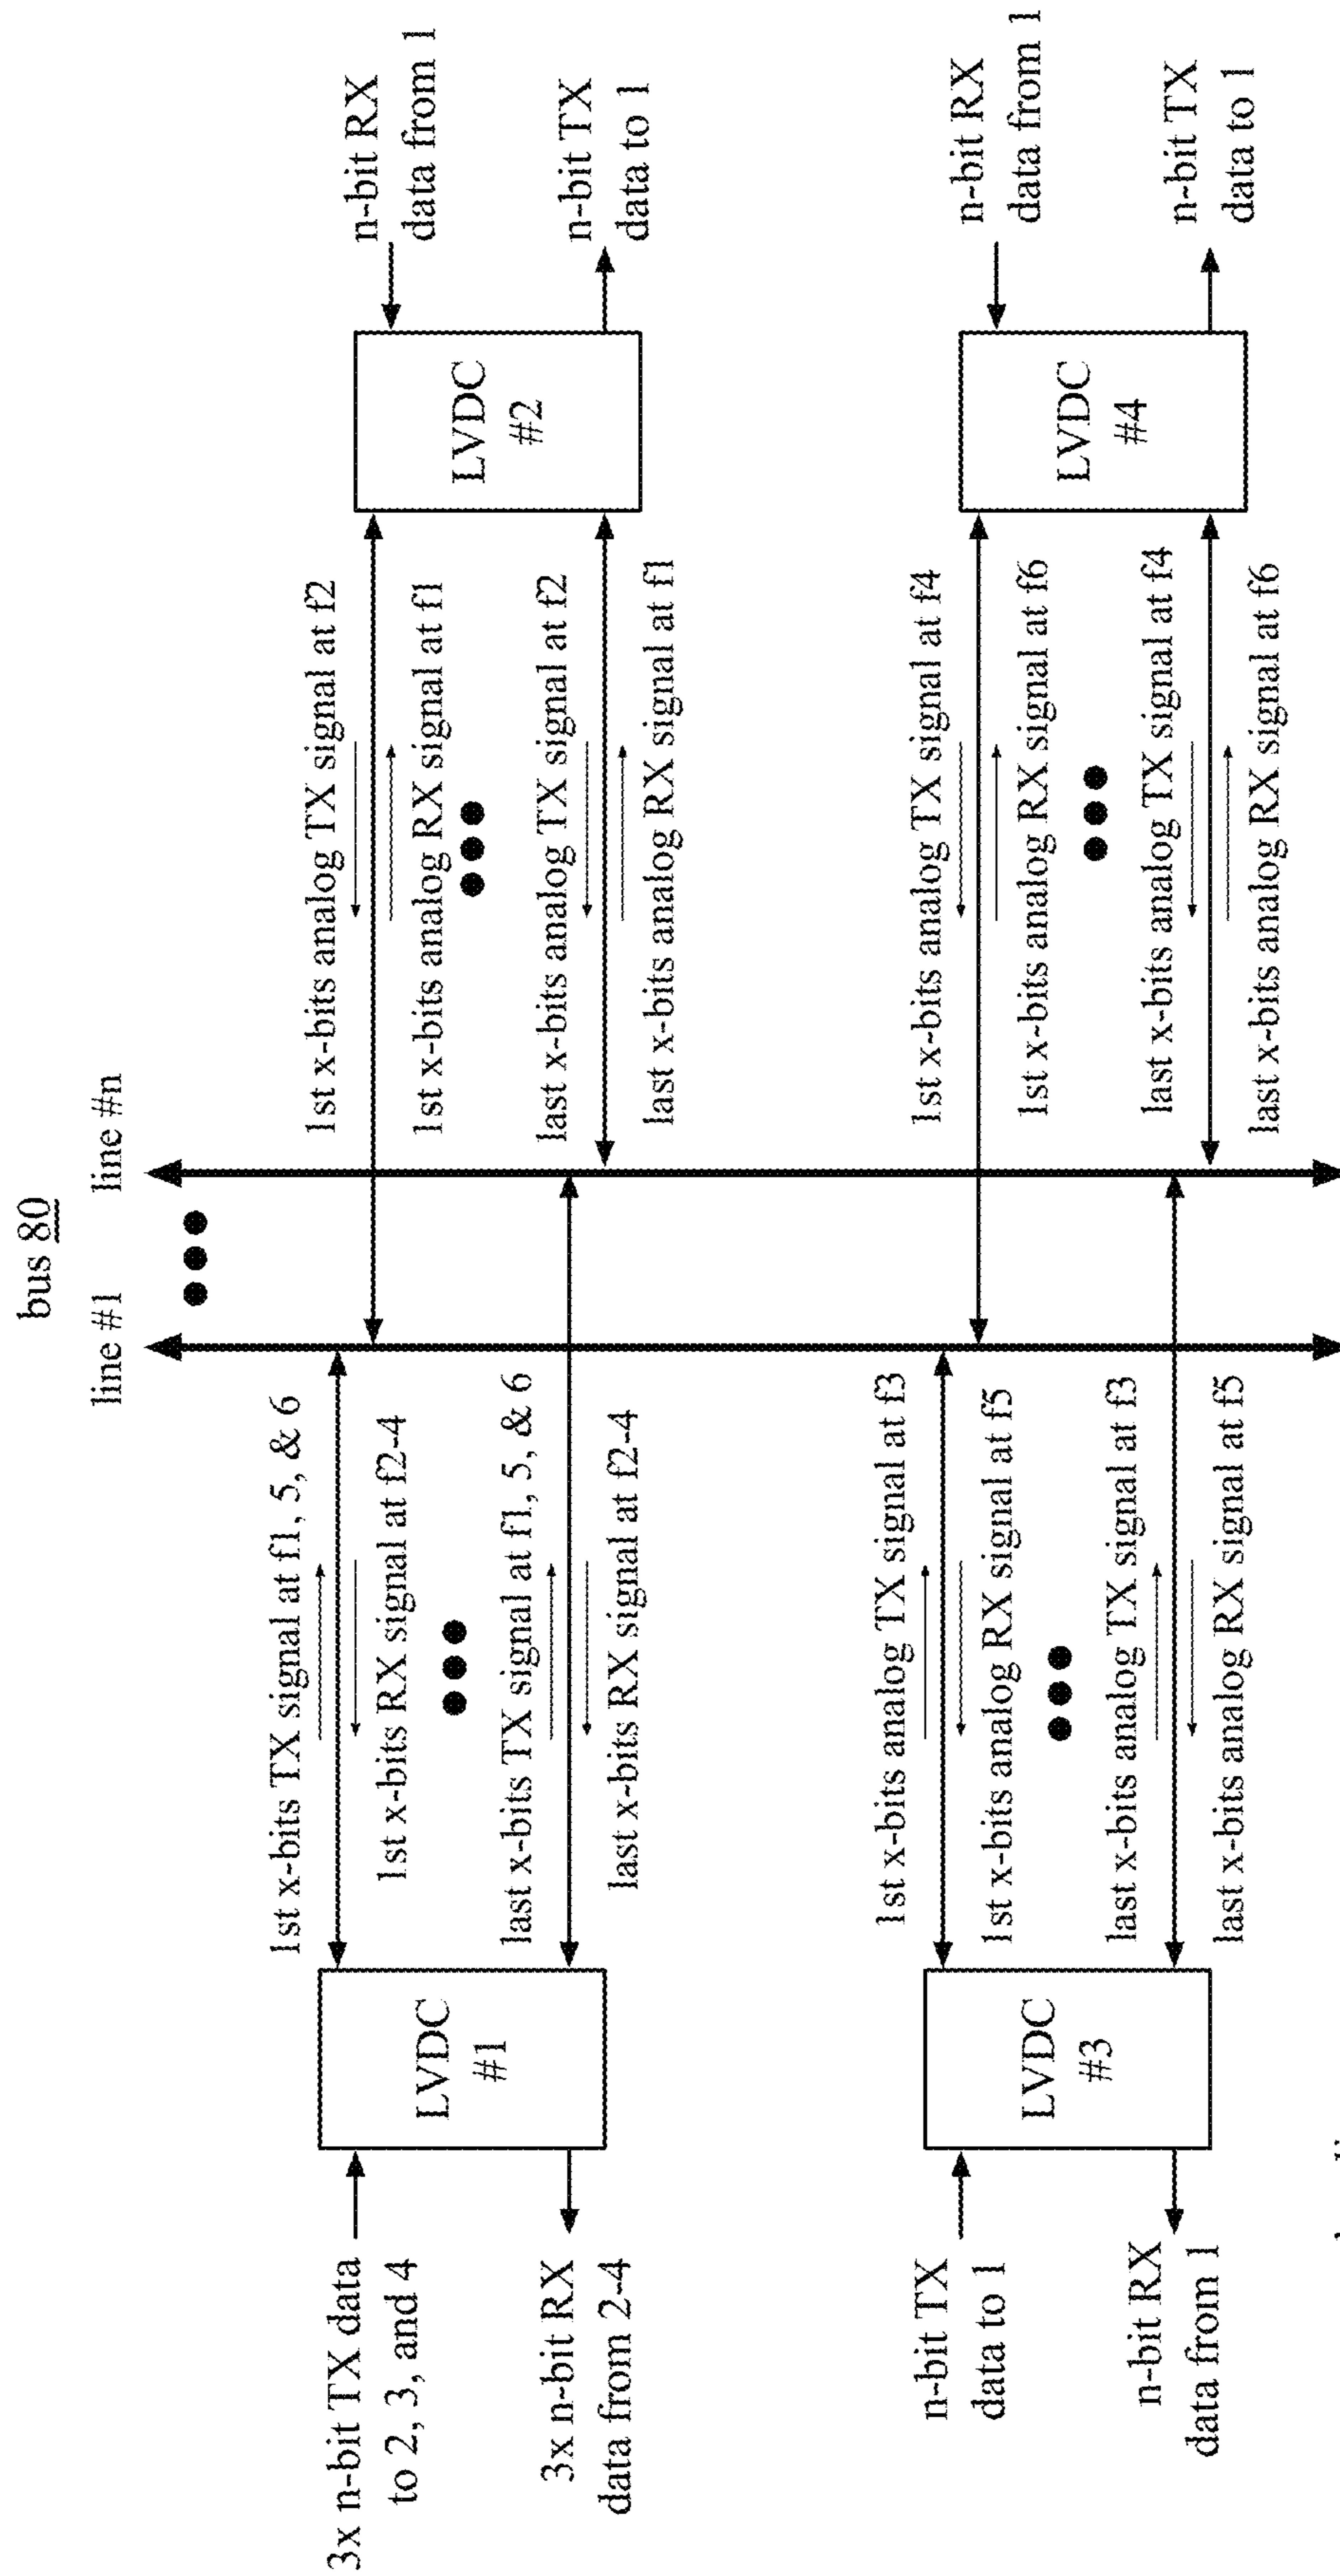 bus 80
line #1
line #n
3x n-bit TX data
to 2, 3, and 4
3x n-bit RX
data from 2-4
LVDC
#1
1st x-bits TX signal at f1, 5, & 6
1st x-bits RX signal at f2-4
last x-bits TX signal at f1, 5, & 6
last x-bits RX signal at f2-4
1st x-bits analog TX signal at f2
1st x-bits analog RX signal at f1
last x-bits analog TX signal at f2
last x-bits analog RX signal at f1
LVDC
#2
n-bit RX
data from 1
n-bit TX
data to 1
n-bit TX
data to 1
n-bit RX
data from 1
LVDC
#3
1st x-bits analog TX signal at f3
1st x-bits analog RX signal at f5
last x-bits analog TX signal at f3
last x-bits analog RX signal at f5
1st x-bits analog TX signal at f4
1st x-bits analog RX signal at f6
last x-bits analog TX signal at f4
last x-bits analog RX signal at f6
LVDC
#4
n-bit RX
data from 1
n-bit TX
data to 1